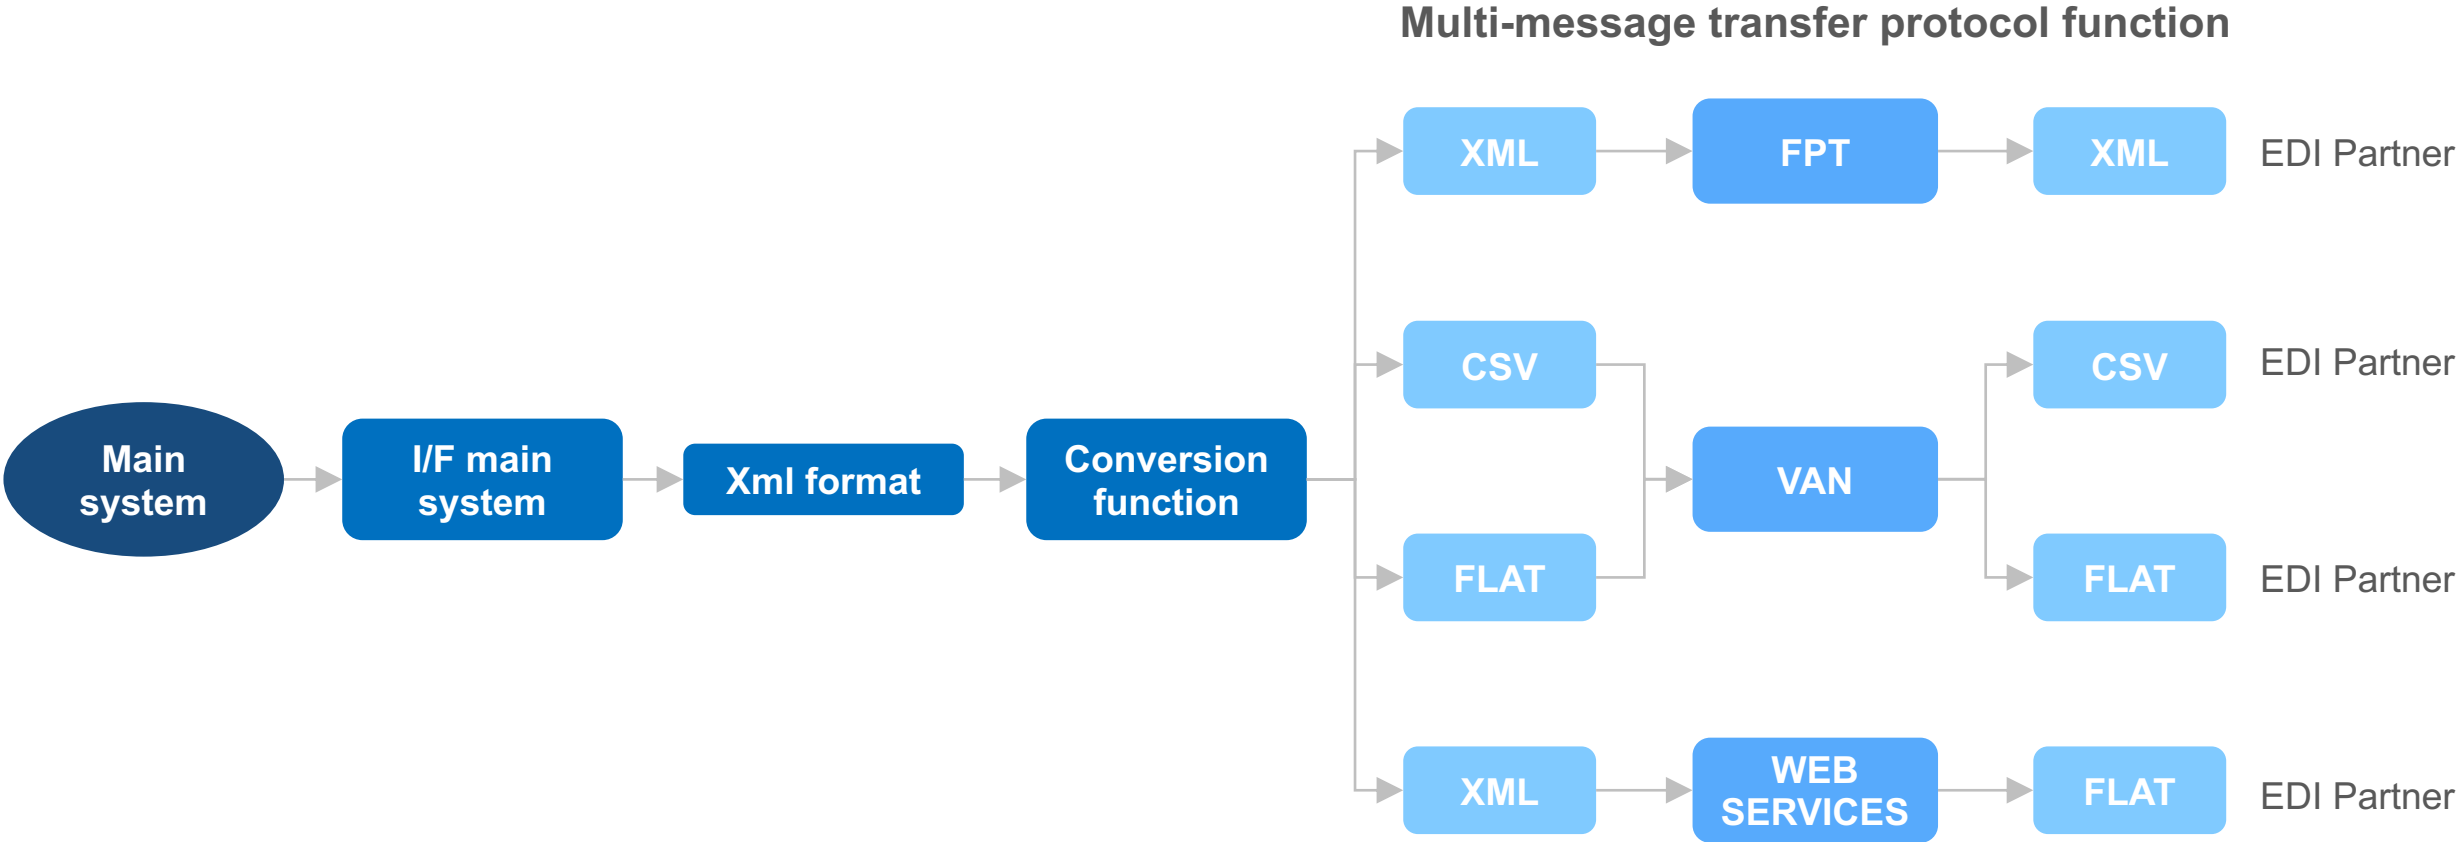 Multi-message transfer protocol function
XML
FPT
XML
EDI Partner
CSV
CSV
EDI Partner
Main
system
I/F main
system
Xml format
Conversion
function
VAN
FLAT
FLAT
EDI Partner
XML
WEB
SERVICES
FLAT
EDI Partner